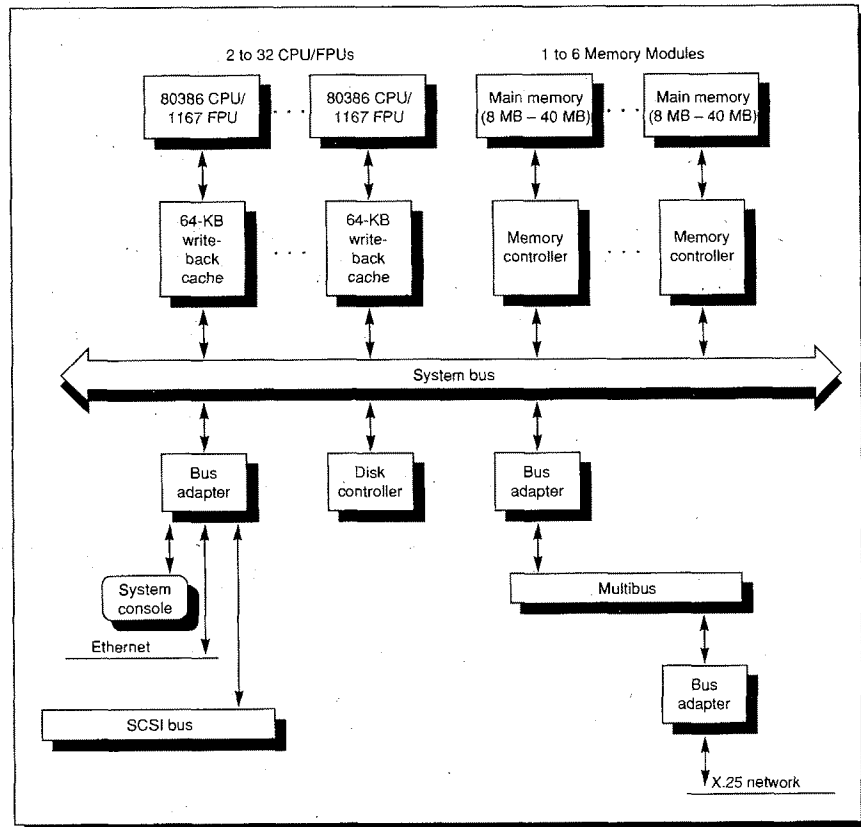 2 to 32 CPU/FPUs
1 to 6 Memory Modules
80386 CPU/
1167 FPU
80386 CPU/
1167 FPU
Main memory
(8 MB – 40 MB)
Main memory
(8 MB – 40 MB)
64-KB
write-
back
cache
64-KB
write-
back
cache
Memory
controller
Memory
controller
System bus
Bus
adapter
Disk
controller
Bus
adapter
System
console
Multibus
Ethernet
Bus
adapter
SCSI bus
X.25 network